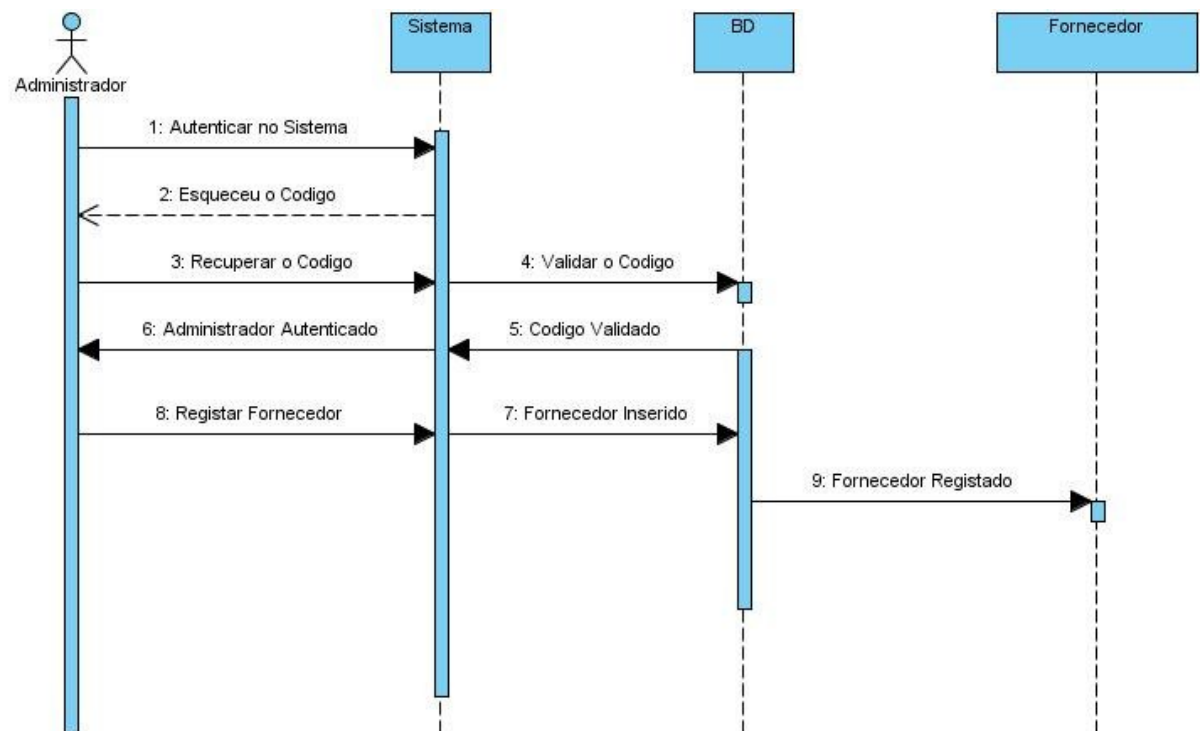 Sistema
BD
Fornecedor
Administrador
1: Autenticar no Sistema
2: Esqueceu o Codigo
3: Recuperar o Codigo
4: Validar o Codigo
6: Administrador Autenticado
5: Codigo Validado
8: Registar Fornecedor
7: Fornecedor Inserido
9: Fornecedor Registado